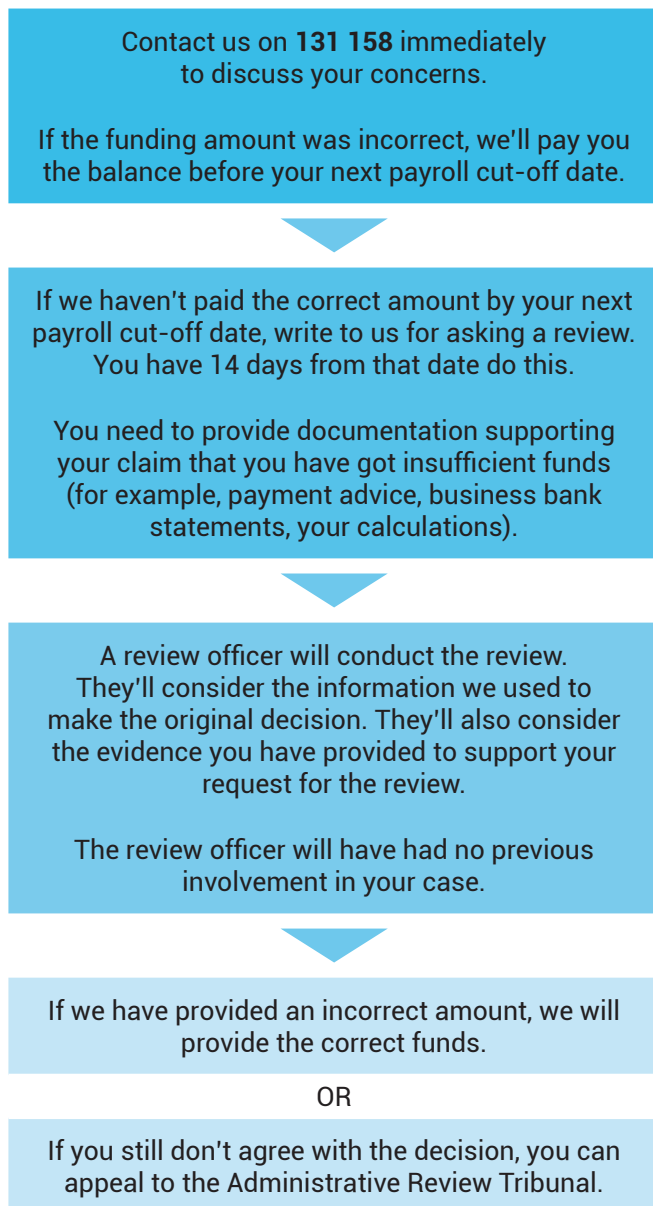 Contact us on 131 158 immediately
to discuss your concerns.
If the funding amount was incorrect, we'll pay you
the balance before your next payroll cut-off date.
If we haven't paid the correct amount by your next
payroll cut-off date, write to us for asking a review.
You have 14 days from that date do this.
You need to provide documentation supporting
your claim that you have got insufficient funds
(for example, payment advice, business bank
statements, your calculations).
A review officer will conduct the review.
They'll consider the information we used to
make the original decision. They'll also consider
the evidence you have provided to support your
request for the review.
The review officer will have had no previous
involvement in your case.
If we have provided an incorrect amount, we will
provide the correct funds.
OR
If you still don't agree with the decision, you can
appeal to the Administrative Review Tribunal.